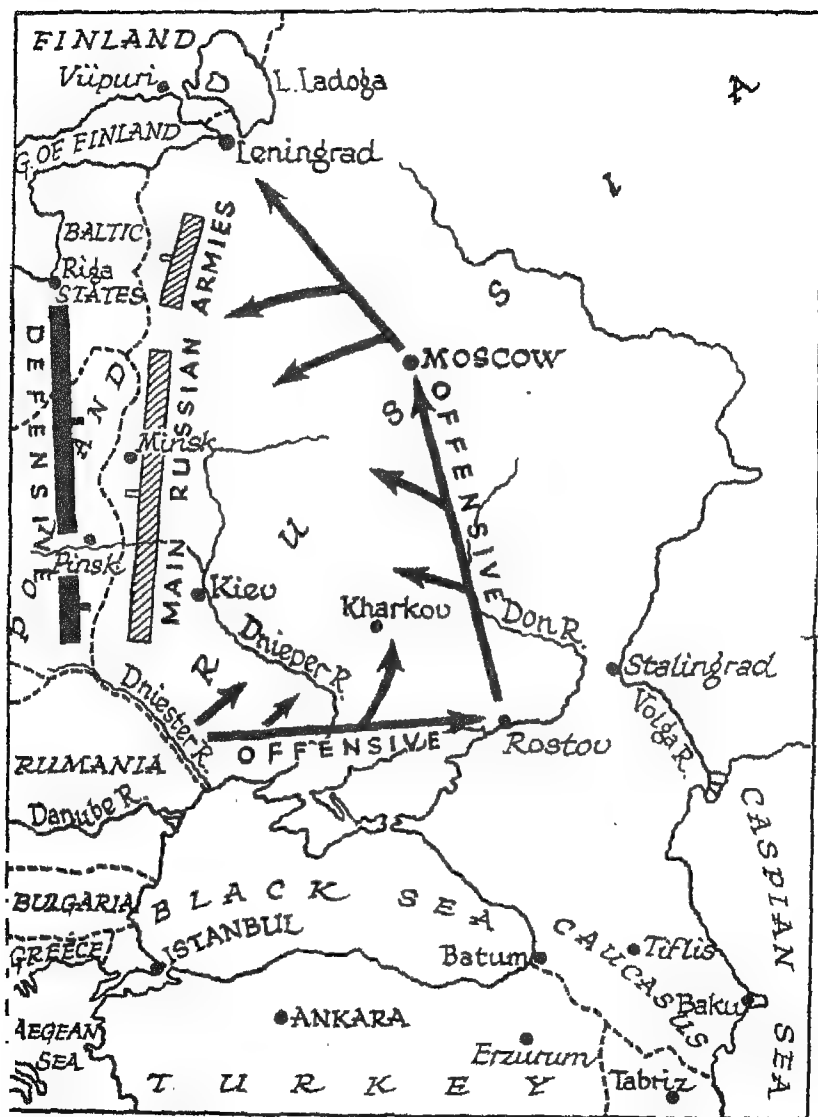 FINLAND
Viipuri
L. Ladoga
G. OF FINLAND
Leningrad
BALTIC
Riga
STATES
MAIN RUSSIAN ARMIES
DEFENSIVE
POLAND
MOSCOW
OFFENSIVE
Minsk
U.S.S.R.
Pinsk
Kiev
Kharkov
Don R.
Dnieper R.
Stalingrad
Dniester R.
Volga R.
OFFENSIVE
Rostov
RUMANIA
Danube R.
CASPIAN SEA
BULGARIA
BLACK SEA
GREECE
ISTANBUL
Batum
CAUCASUS
Tiflis
Baku
ANKARA
AEGEAN
SEA
Erzurum
TURKEY
Tabriz